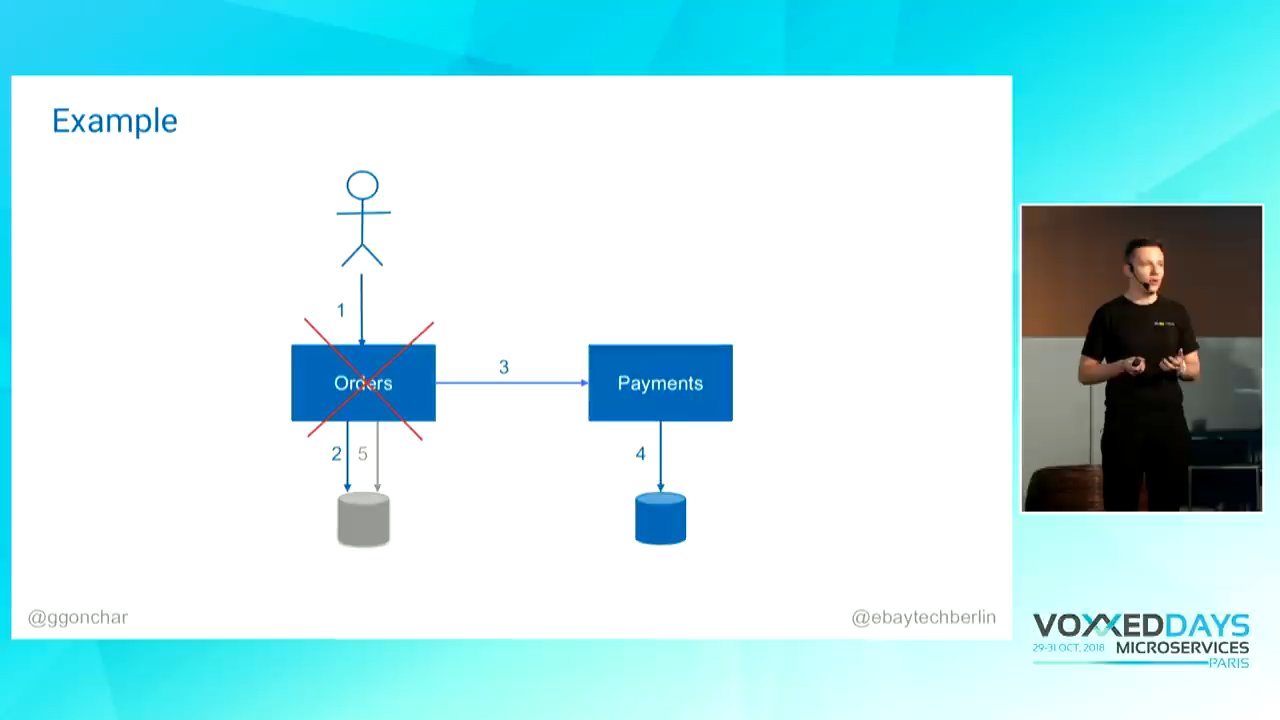 Example
1
Orders
3
Payments
2
5
4
@ggonchar
@ebaytechberlin
VOXXEDDAYS
29-31 OCT, 2018
MICROSERVICES
PARIS